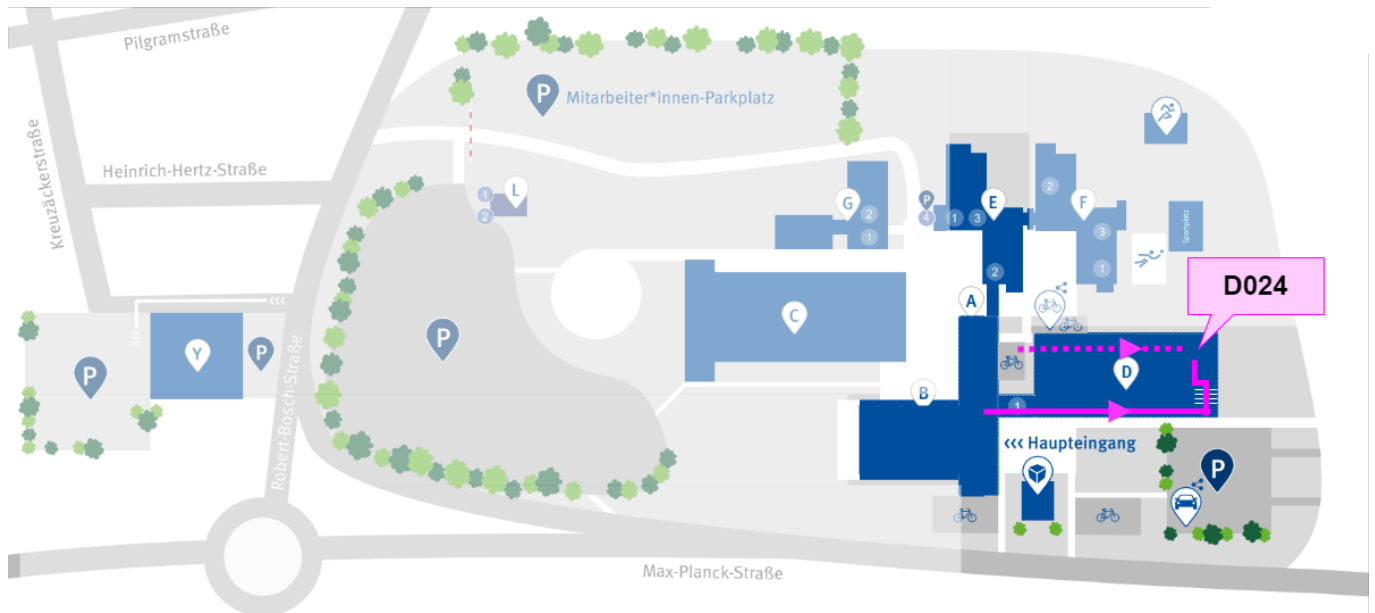 Pilgramstraße
Kreuzäckerstraße
Heinrich-Hertz-Straße
Robert-Bosch-Straße
P
Mitarbeiter*innen-Parkplatz
1
2
L
G
2
1
P
4
1
3
E
2
2
F
3
1
Sportplatz
D024
A
C
P
P
Y
P
B
D
1
<<< Haupteingang
P
<<<
<<<
Max-Planck-Straße